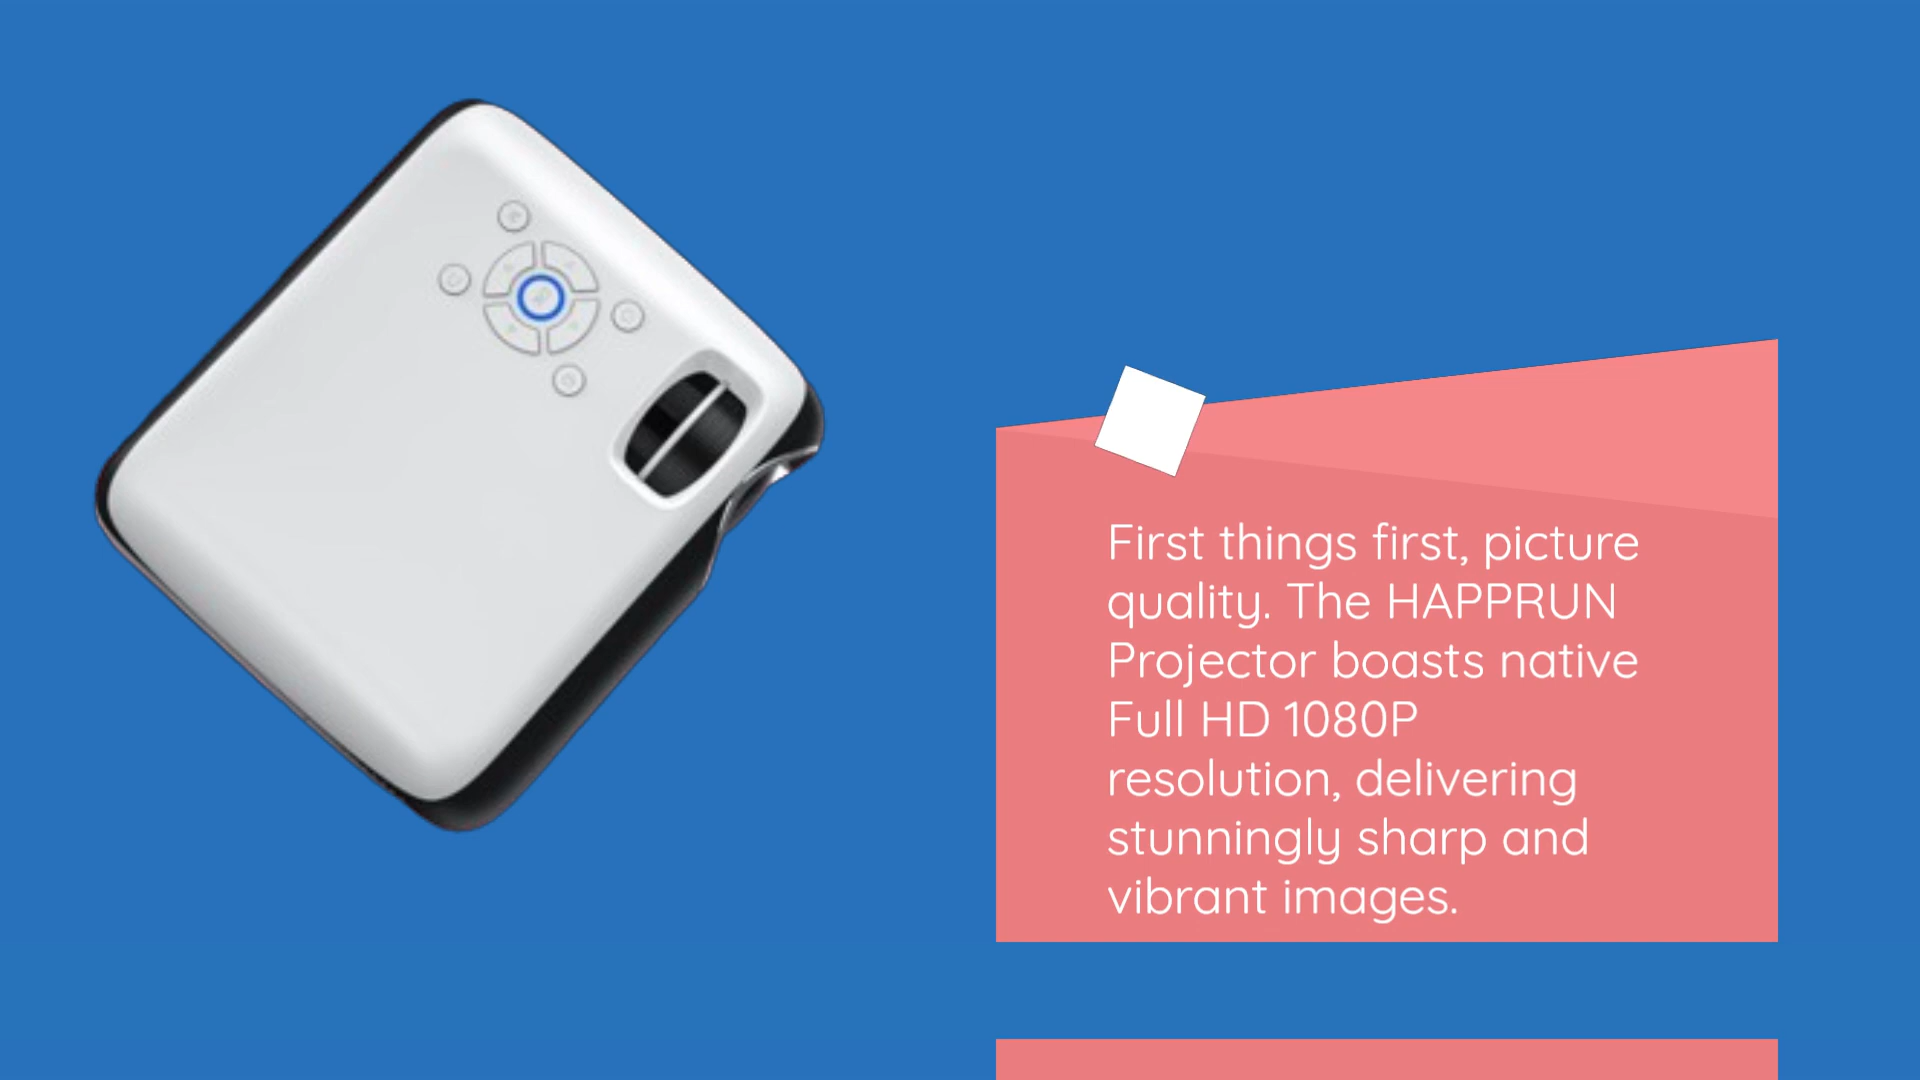 First things first, picture
quality. The HAPPRUN
Projector boasts native
Full HD 1080P
resolution, delivering
stunningly sharp and
vibrant images.